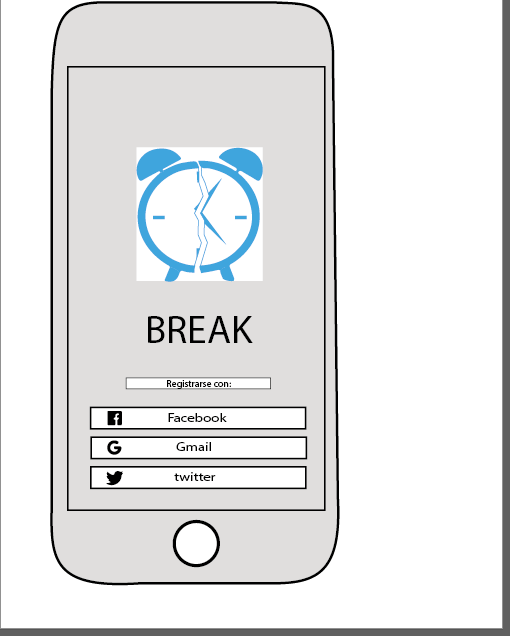 BREAK
Registrarse con:
Facebook
Gmail
twitter